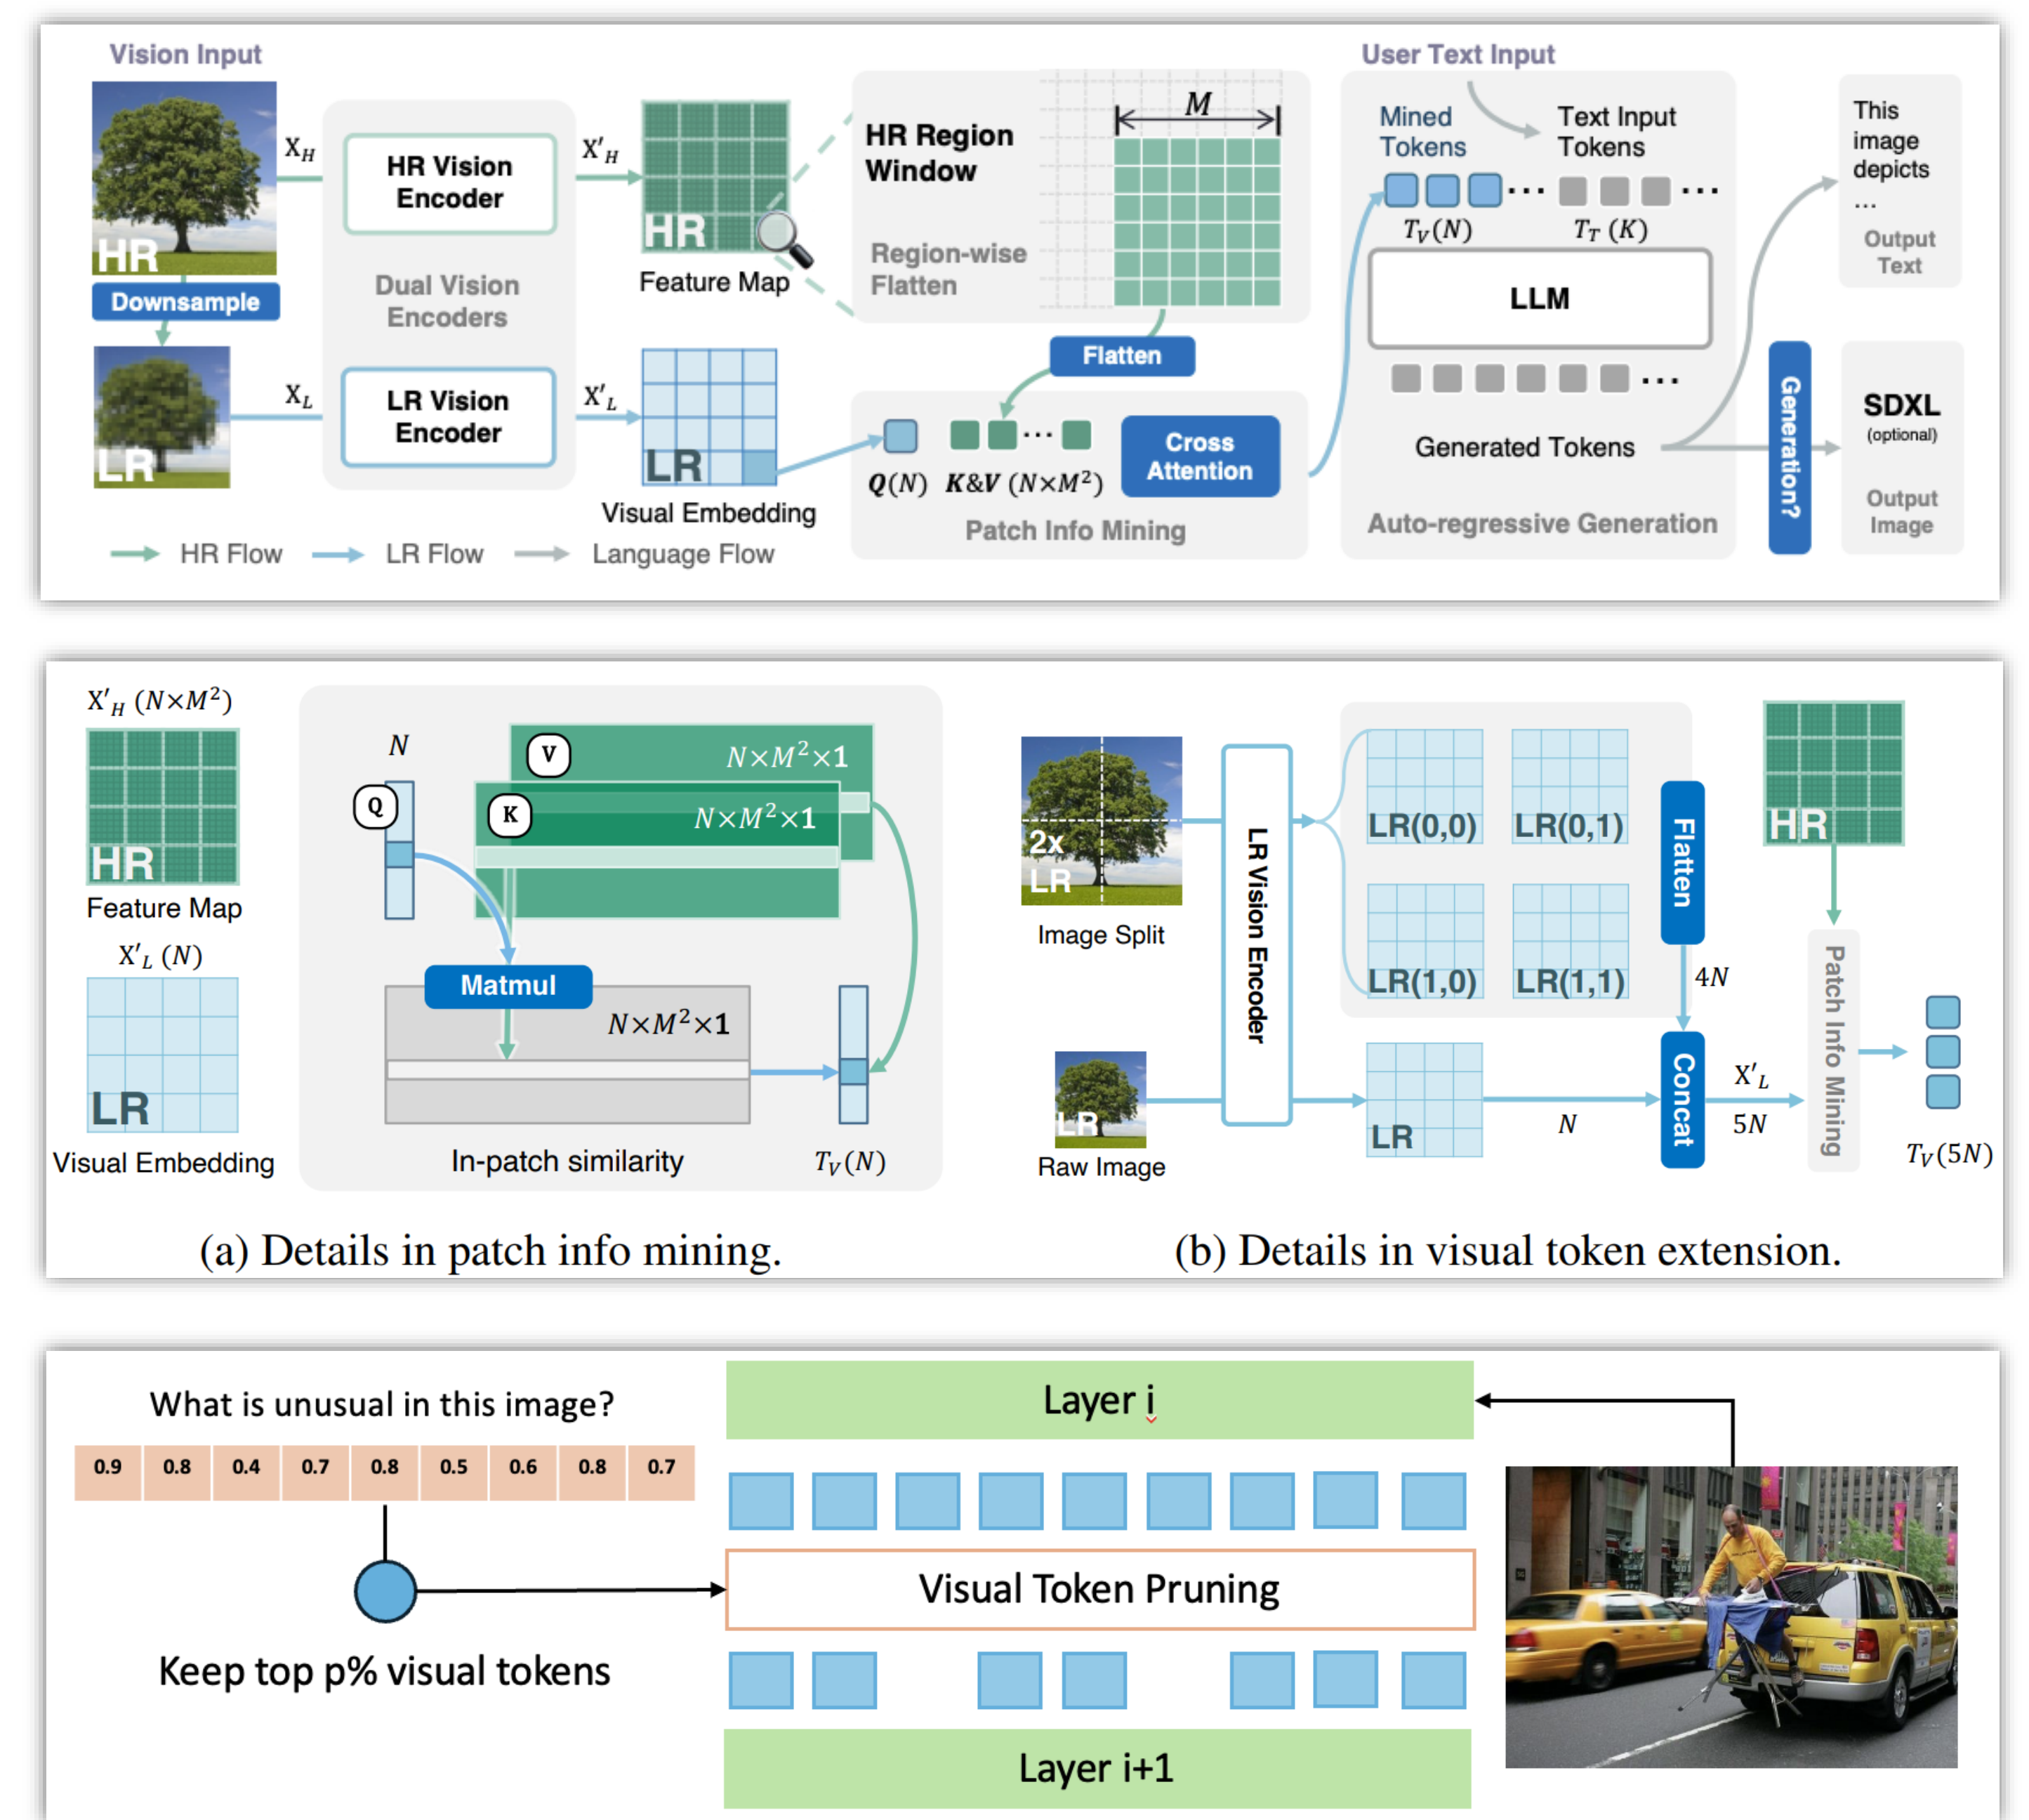 Vision Input
HR
X_H
HR Vision
Encoder
X'_H
HR
Feature Map
Downsample
Dual Vision
Encoders
LR
X_L
LR Vision
Encoder
X'_L
LR
Visual Embedding
HR Flow
LR Flow
Language Flow
HR Region
Window
M
Region-wise
Flatten
Flatten
Q(N)
K&V (N×M²)
Cross
Attention
Patch Info Mining
User Text Input
Mined
Tokens
Text Input
Tokens
...
...
T_V(N)
T_T (K)
LLM
...
Generated Tokens
Auto-regressive Generation
Generation?
This
image
depicts
...
Output
Text
SDXL
(optional)
Output
Image
X'_H (N×M²)
HR
Feature Map
X'_L (N)
LR
Visual Embedding
N
Q
V
N×M²×1
K
N×M²×1
Matmul
N×M²×1
In-patch similarity
T_V(N)
(a) Details in patch info mining.
2x
LR
Image Split
LR
Raw Image
LR Vision Encoder
LR(0,0)
LR(0,1)
LR(1,0)
LR(1,1)
Flatten
4N
LR
N
Concat
X'_L
5N
HR
Patch Info Mining
T_V(5N)
(b) Details in visual token extension.
What is unusual in this image?
0.9 0.8 0.4 0.7 0.8 0.5 0.6 0.8 0.7
Keep top p% visual tokens
Layer i
Visual Token Pruning
Layer i+1